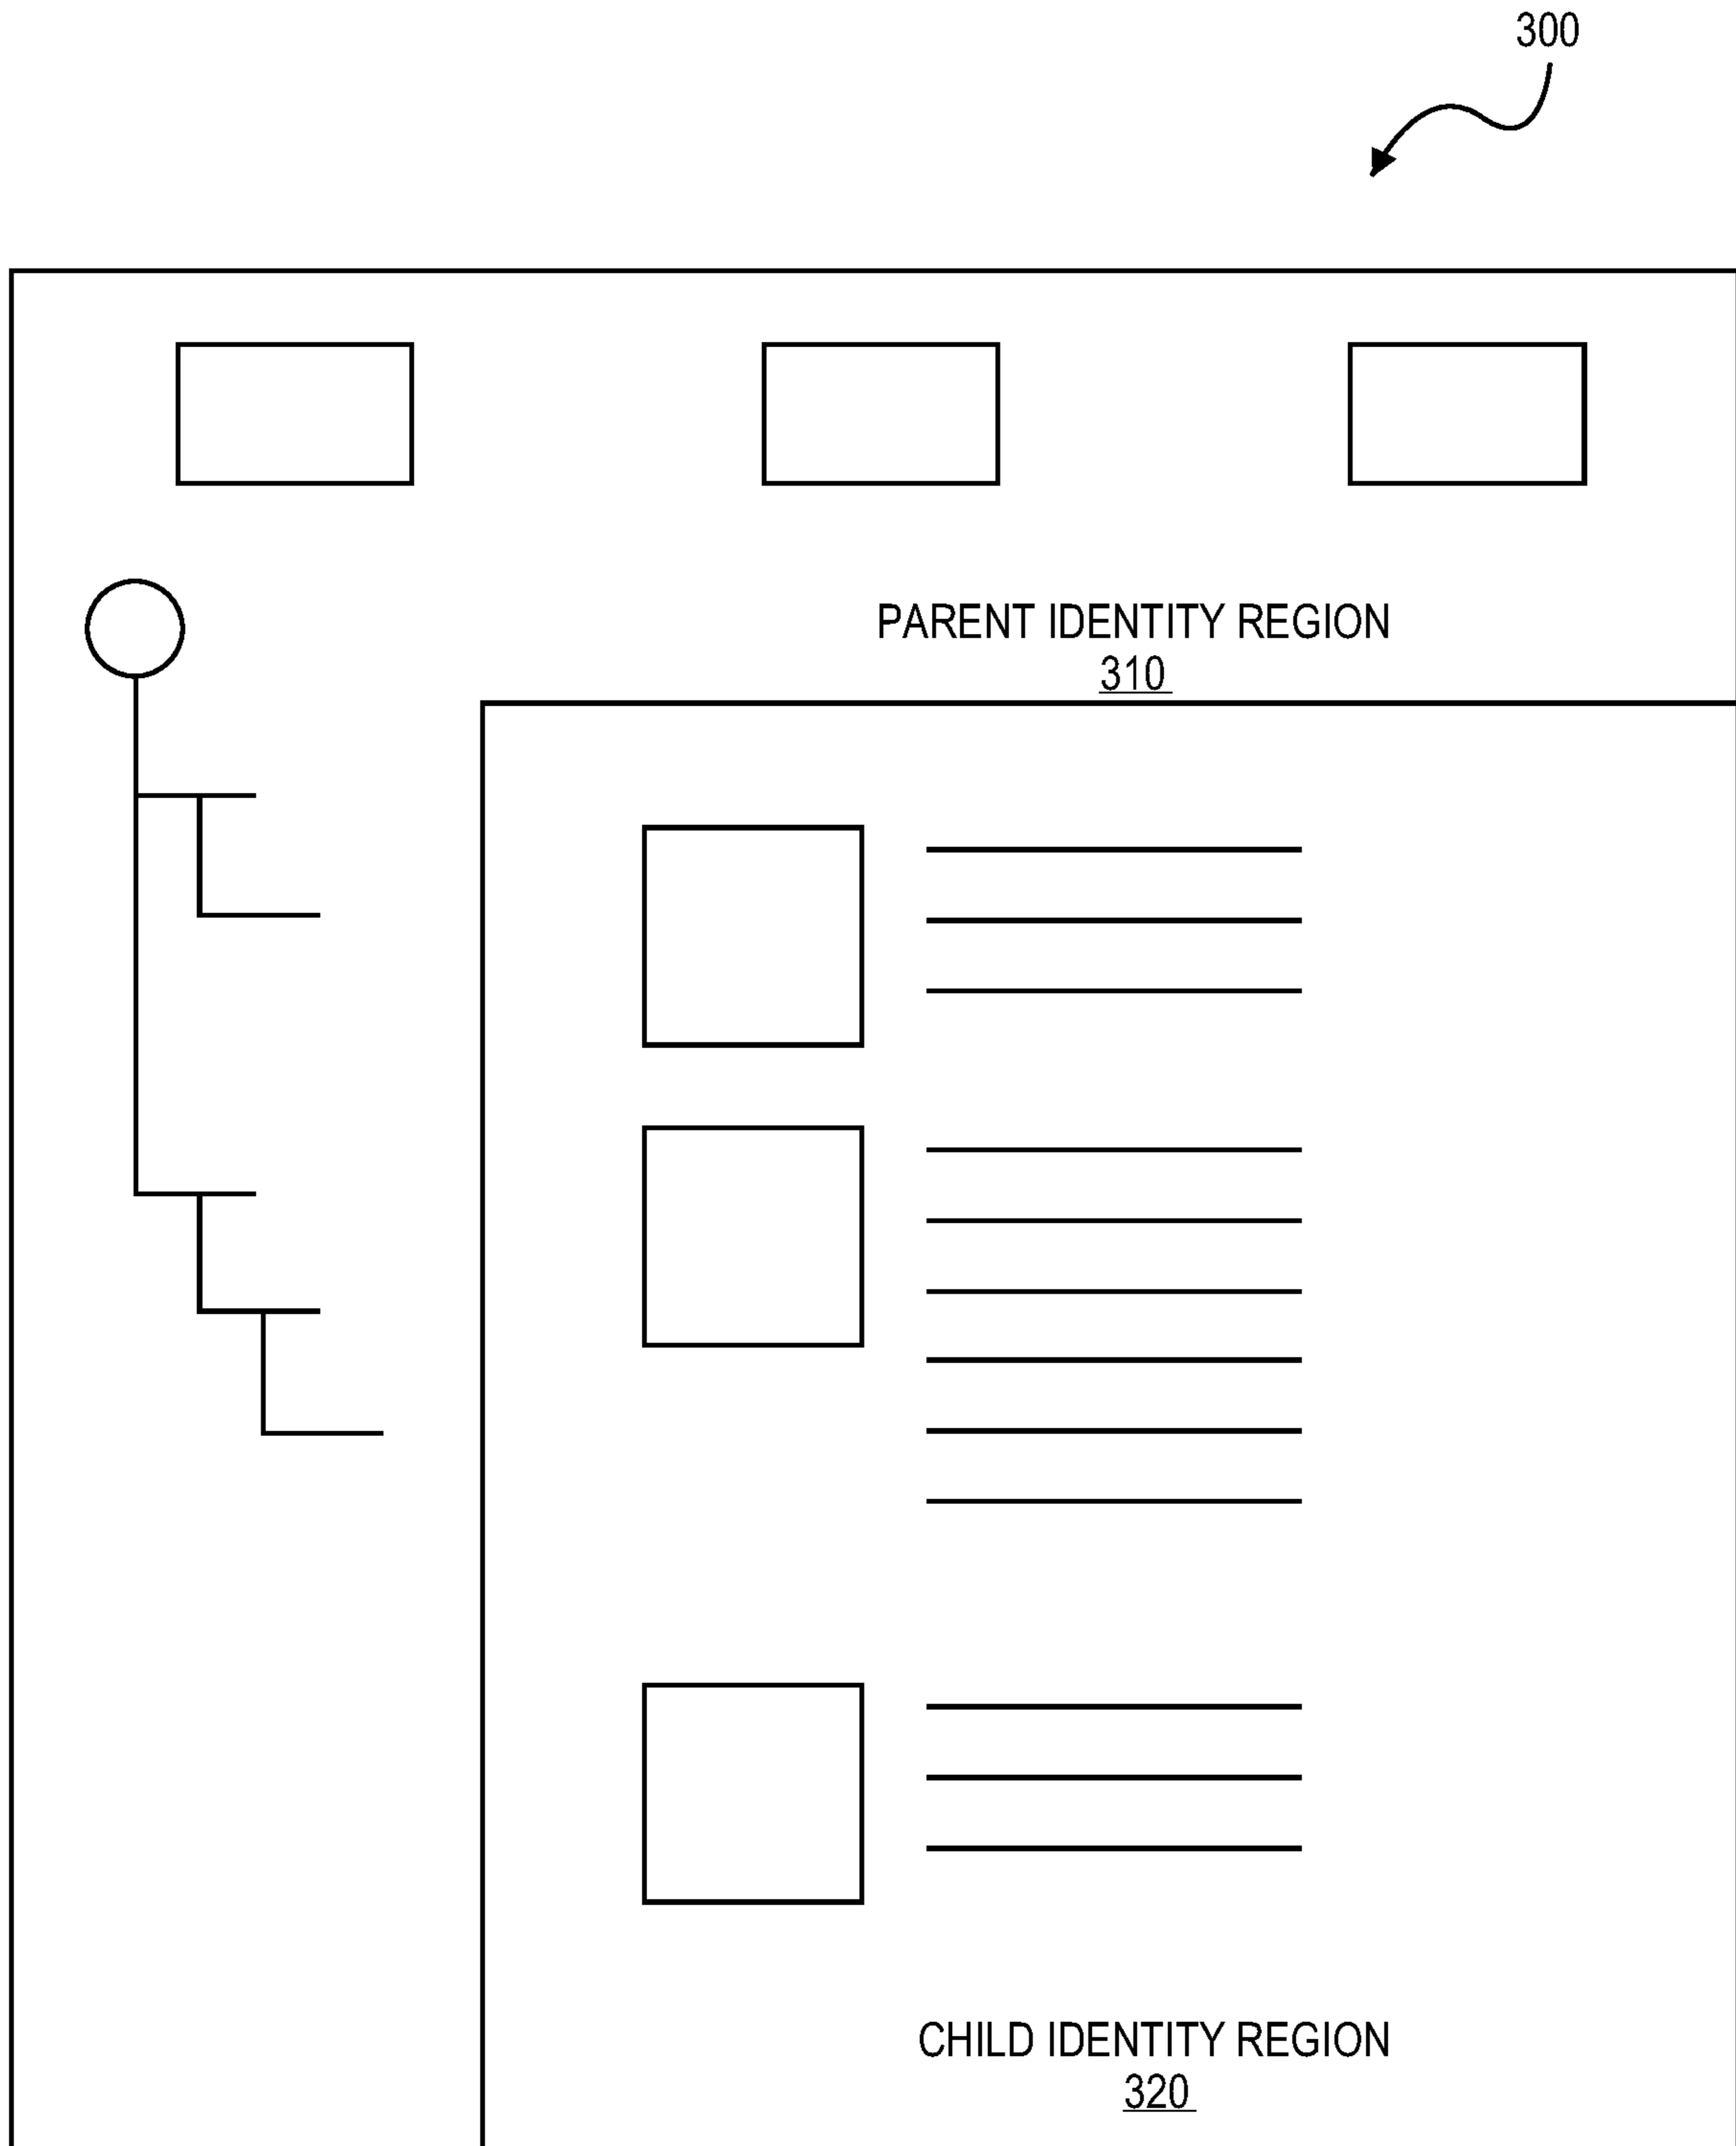 300
PARENT IDENTITY REGION
310
CHILD IDENTITY REGION
320